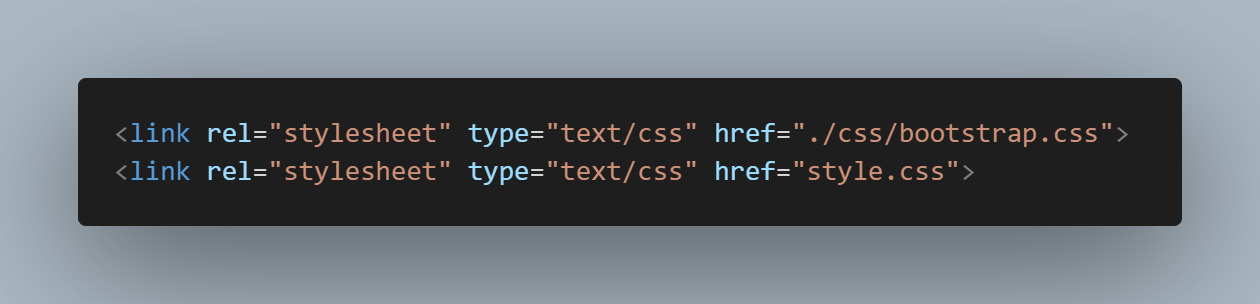 <link rel="stylesheet" type="text/css" href="./css/bootstrap.css">
<link rel="stylesheet" type="text/css" href="style.css">